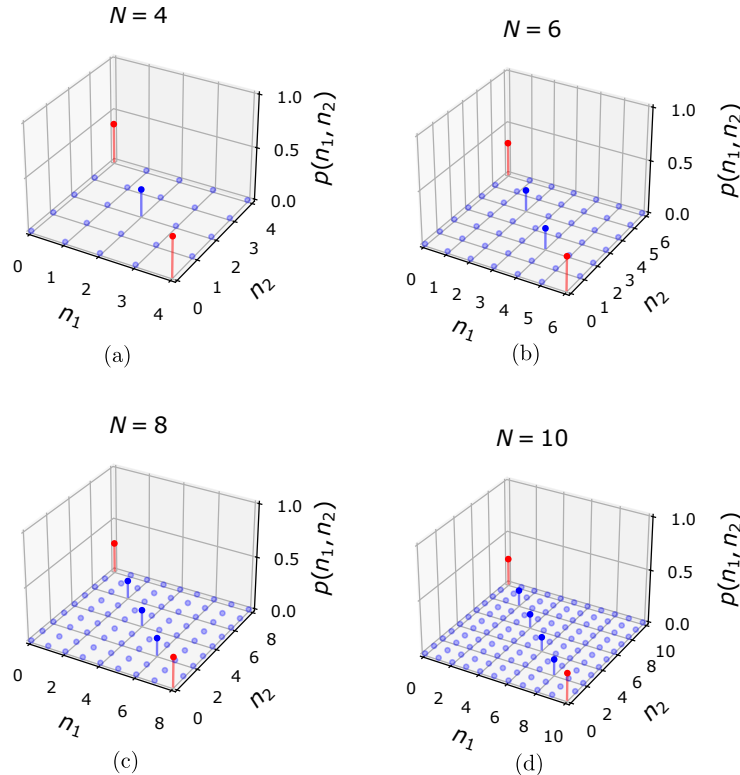 N = 4
1.0
0.5
0.0
p(n₁, n₂)
0 1 2 3 4
n₁
0 1 2 3 4
n₂
(a)
N = 6
1.0
0.5
0.0
p(n₁, n₂)
0 1 2 3 4 5 6
n₁
0 1 2 3 4 5 6
n₂
(b)
N = 8
1.0
0.5
0.0
p(n₁, n₂)
0 2 4 6 8
n₁
0 2 4 6 8
n₂
(c)
N = 10
1.0
0.5
0.0
p(n₁, n₂)
0 2 4 6 8 10
n₁
0 2 4 6 8 10
n₂
(d)